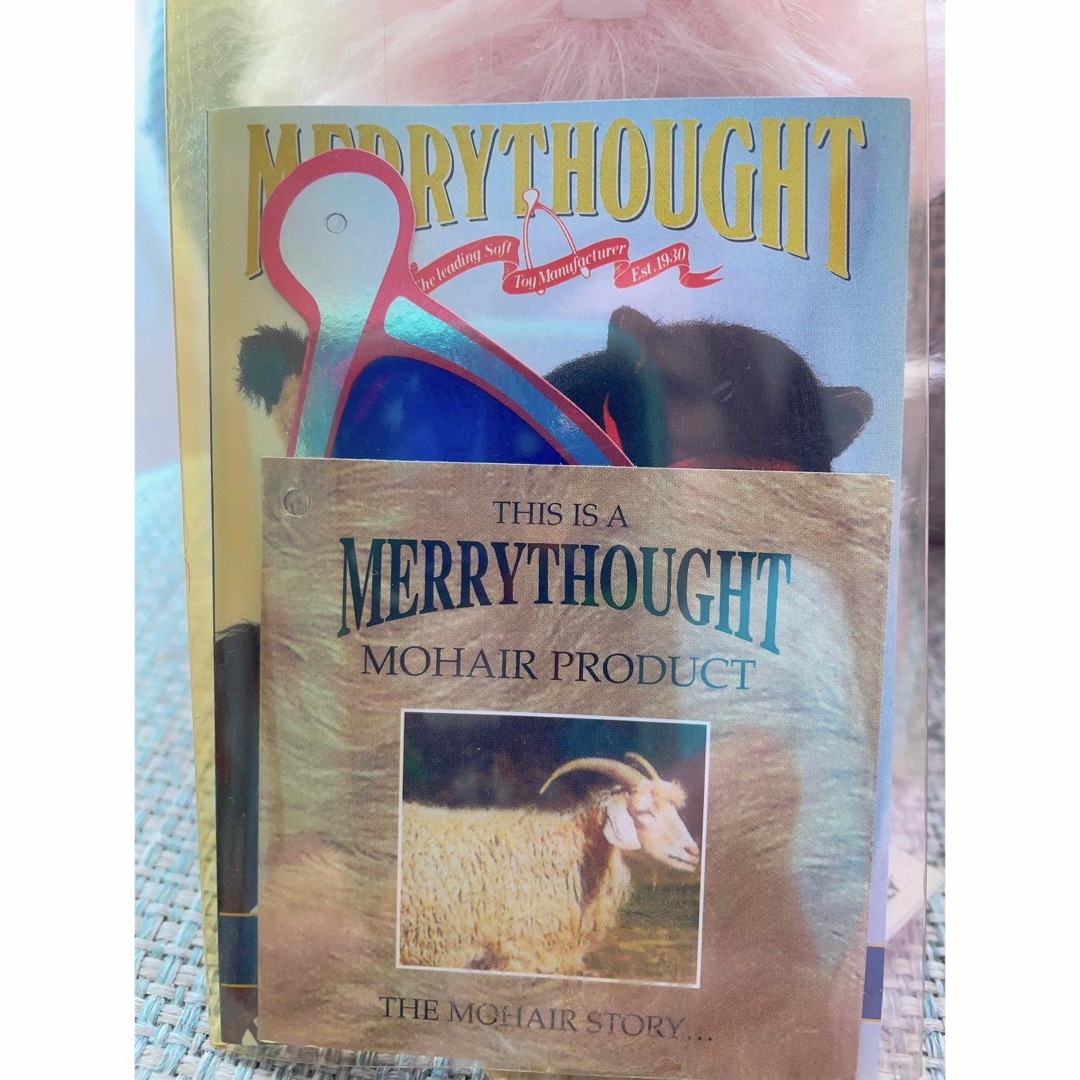 MERRYTHOUGHT
The leading Soft
Toy Manufacturer
Est. 1930
THIS IS A
MERRYTHOUGHT
MOHAIR PRODUCT
THE MOHAIR STORY...